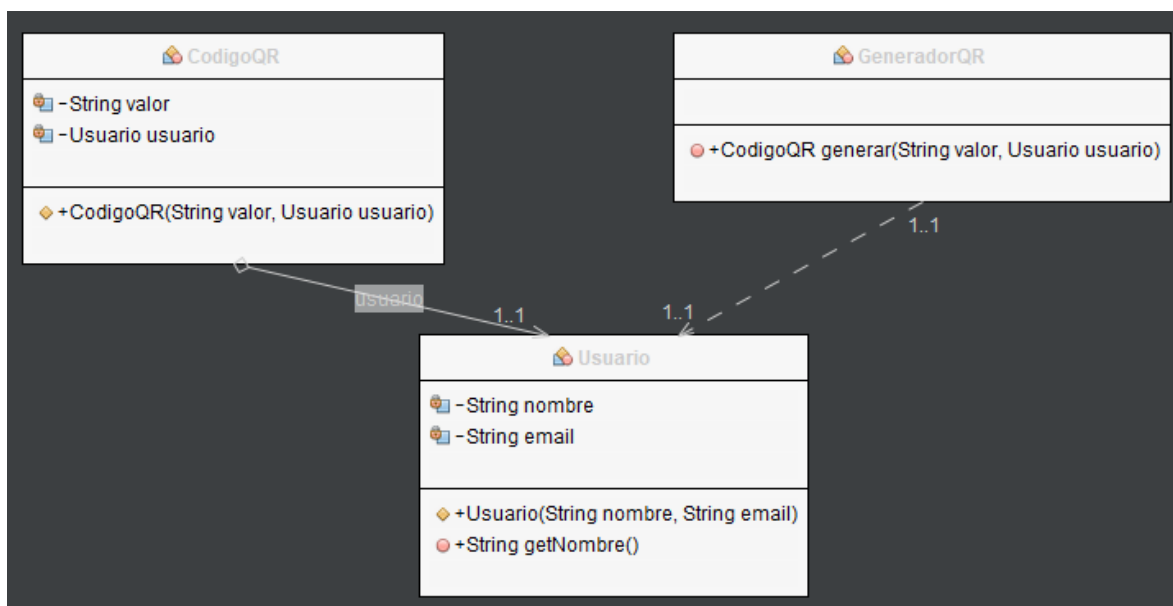 CodigoQR
-String valor
-Usuario usuario
+CodigoQR(String valor, Usuario usuario)
GeneradorQR
+CodigoQR generar(String valor, Usuario usuario)
1..1
usuario
1..1
1..1
Usuario
-String nombre
-String email
+Usuario(String nombre, String email)
+String getNombre()